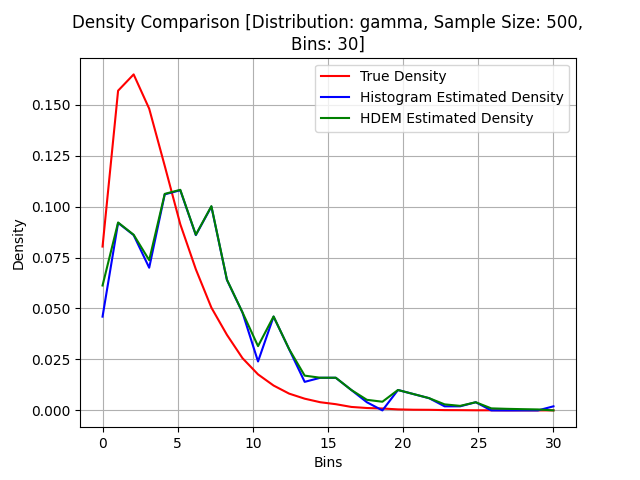 Density Comparison [Distribution: gamma, Sample Size: 500,
Bins: 30]
True Density
Histogram Estimated Density
HDEM Estimated Density
Density
0.150
0.125
0.100
0.075
0.050
0.025
0.000
0 5 10 15 20 25 30
Bins